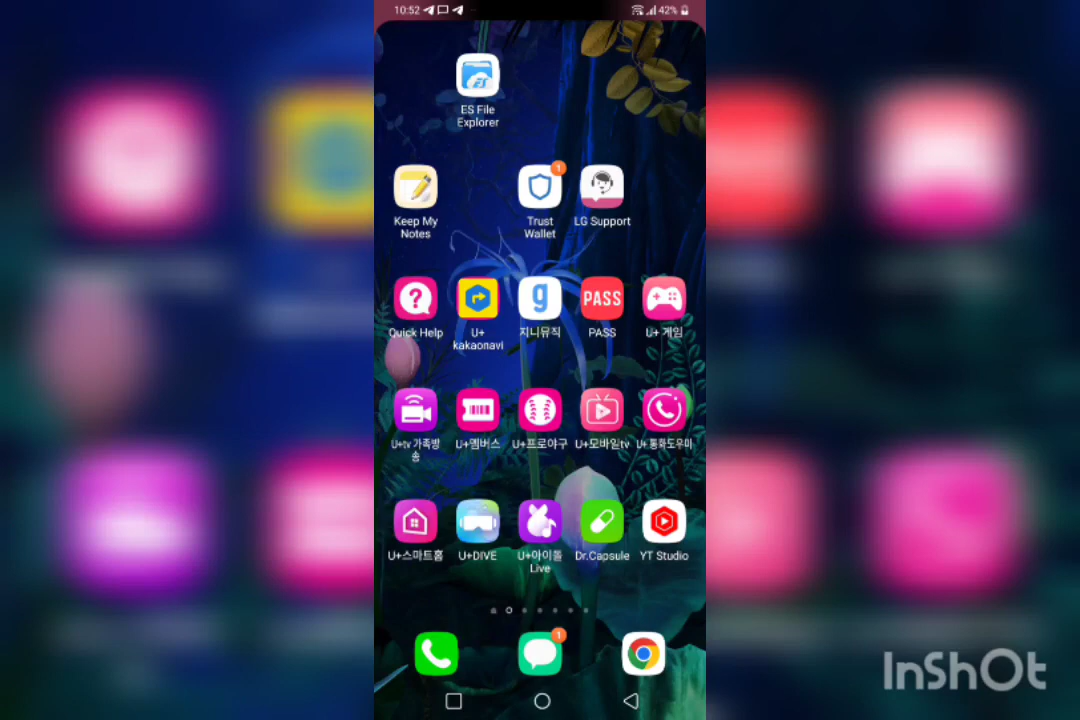 10:52
42%
ES File
Explorer
1
Keep My
Notes
Trust
Wallet
LG Support
?
g
PASS
Quick Help
U+
kakaonavi
지니뮤직
PASS
U+ 게임
U+tv 가족방
송
U+멤버스
U+프로야구
U+모바일tv
U+통화도우미
U+스마트홈
U+DIVE
U+아이돌
Live
Dr.Capsule
YT Studio
1
InShOt